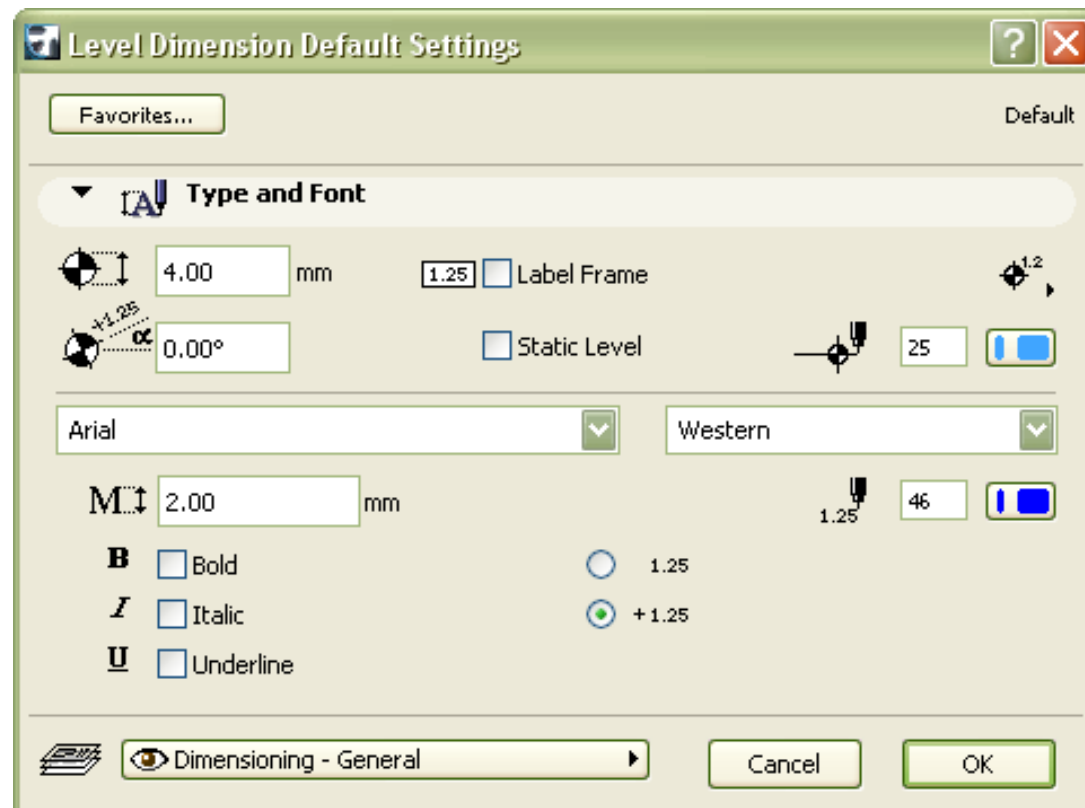 Level Dimension Default Settings
?
Favorites... Default
A Type and Font
4.00 mm 1.25 Label Frame 1.2
+1.25 α 0.00° Static Level 25
Arial Western
M 2.00 mm 1.25 46
B Bold 1.25
I Italic +1.25
U Underline
Dimensioning - General Cancel OK